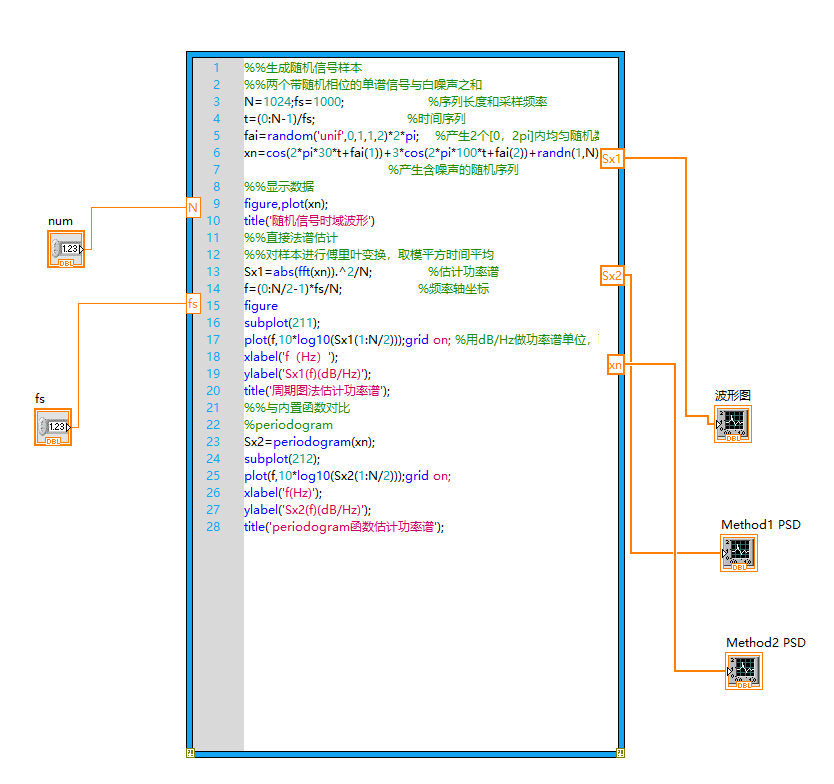 1 %%生成随机信号样本
2 %%两个带随机相位的单谱信号与白噪声之和
3 N=1024;fs=1000; %序列长度和采样频率
4 t=(0:N-1)/fs; %时间序列
5 fai=random('unif',0,1,1,2)*2*pi; %产生2个[0，2pi]内均匀随机数
6 xn=cos(2*pi*30*t+fai(1))+3*cos(2*pi*100*t+fai(2))+randn(1,N)
7 %产生含噪声的随机序列
8 %%显示数据
9 figure,plot(xn);
10 title('随机信号时域波形')
11 %%直接法谱估计
12 %%对样本进行傅里叶变换，取模平方时间平均
13 Sx1=abs(fft(xn)).^2/N; %估计功率谱
14 f=(0:N/2-1)*fs/N; %频率轴坐标
15 figure
16 subplot(211);
17 plot(f,10*log10(Sx1(1:N/2)));grid on; %用dB/Hz做功率谱单位，
18 xlabel('f（Hz）');
19 ylabel('Sx1(f)(dB/Hz)');
20 title('周期图法估计功率谱');
21 %%与内置函数对比
22 %periodogram
23 Sx2=periodogram(xn);
24 subplot(212);
25 plot(f,10*log10(Sx2(1:N/2)));grid on;
26 xlabel('f(Hz)');
27 ylabel('Sx2(f)(dB/Hz)');
28 title('periodogram函数估计功率谱');
num
1.23
DBL
N
fs
1.23
DBL
fs
Sx1
Sx2
xn
波形图
DBL
Method1 PSD
DBL
Method2 PSD
DBL